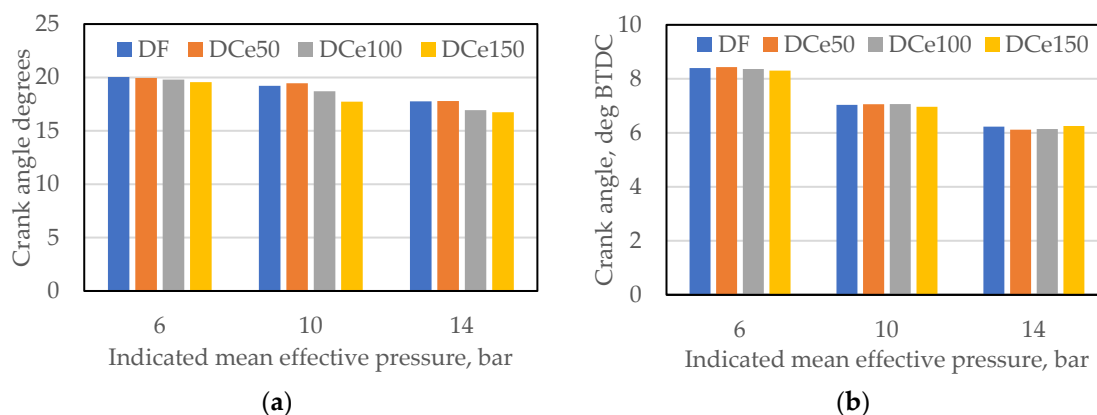 25
20
15
10
5
0
Crank angle degrees
DF DCe50 DCe100 DCe150
6 10 14
Indicated mean effective pressure, bar
(a)
10
8
6
4
2
0
Crank angle, deg BTDC
DF DCe50 DCe100 DCe150
6 10 14
Indicated mean effective pressure, bar
(b)